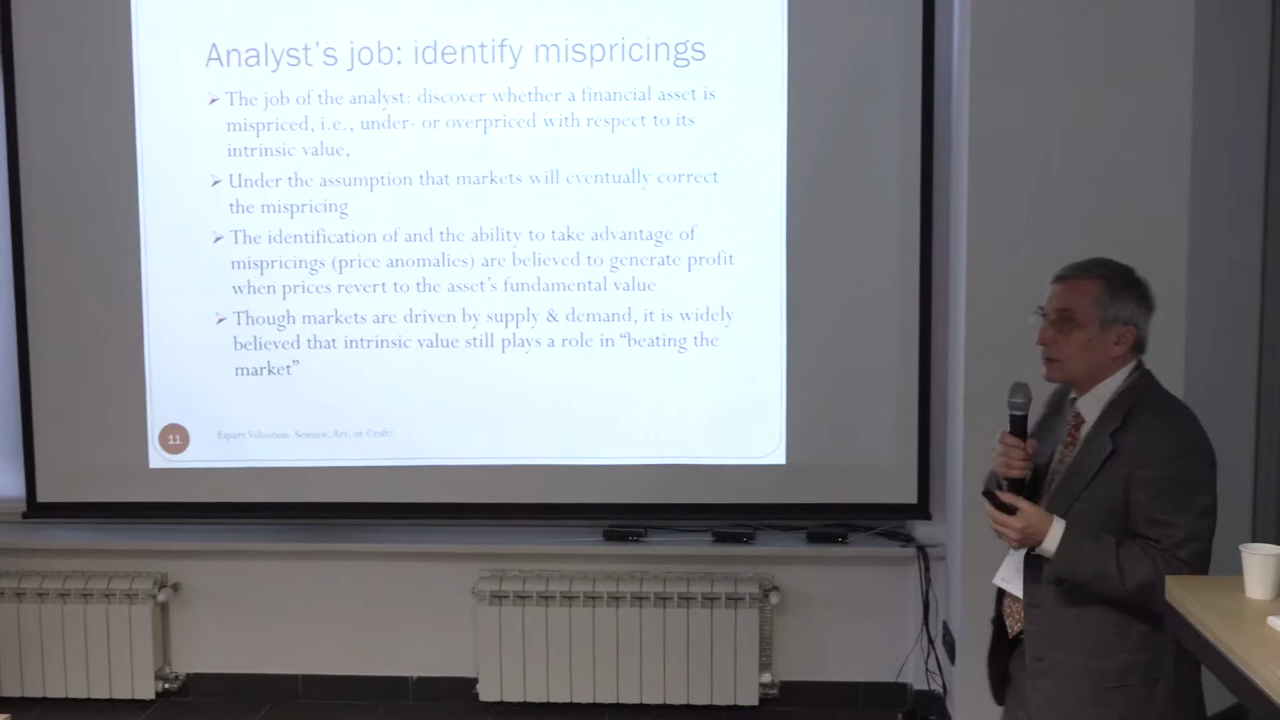 Analyst's job: identify mispricings
➢ The job of the analyst: discover whether a financial asset is
mispriced, i.e., under- or overpriced with respect to its
intrinsic value,
➢ Under the assumption that markets will eventually correct
the mispricing
➢ The identification of and the ability to take advantage of
mispricings (price anomalies) are believed to generate profit
when prices revert to the asset's fundamental value
➢ Though markets are driven by supply & demand, it is widely
believed that intrinsic value still plays a role in “beating the
market”
11
Equity Valuation: Science, Art, or Craft?